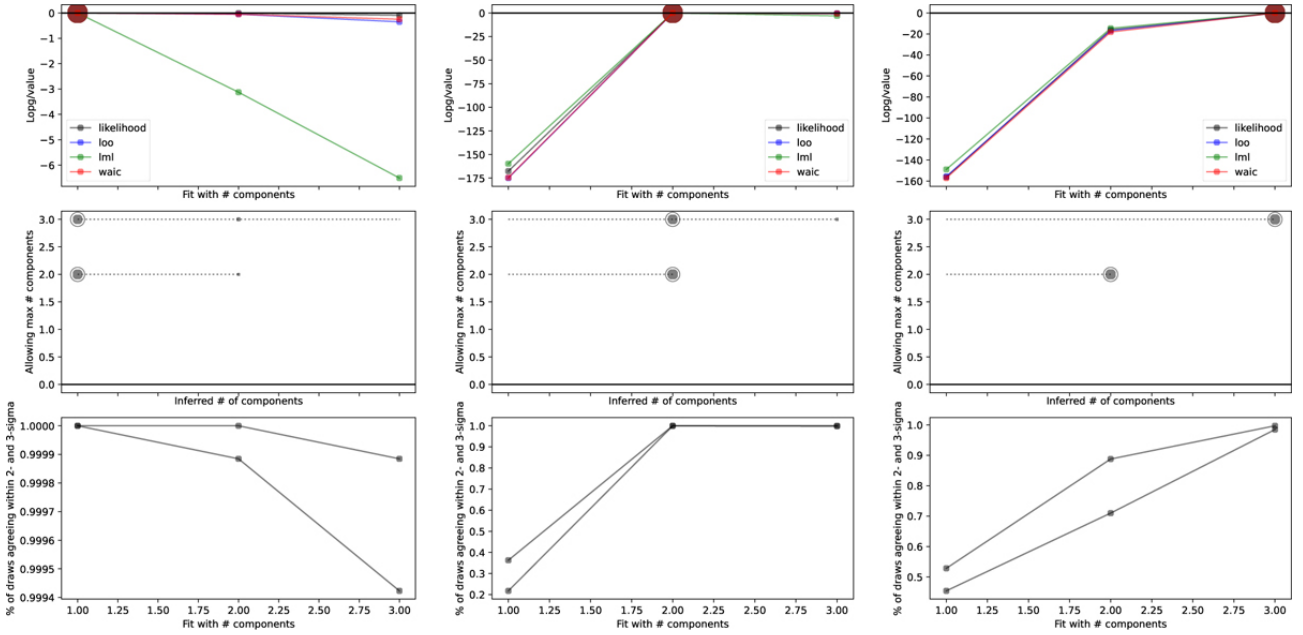 0
−1
−2
−3
−4
−5
−6
Lopg/value
likelihood
loo
lml
waic
Fit with # components
0
−25
−50
−75
−100
−125
−150
−175
Lopg/value
likelihood
loo
lml
waic
Fit with # components
0
−20
−40
−60
−80
−100
−120
−140
−160
Lopg/value
likelihood
loo
lml
waic
Fit with # components
3.0
2.5
2.0
1.5
1.0
0.5
0.0
Allowing max # components
Inferred # of components
3.0
2.5
2.0
1.5
1.0
0.5
0.0
Allowing max # components
Inferred # of components
3.0
2.5
2.0
1.5
1.0
0.5
0.0
Allowing max # components
Inferred # of components
1.0000
0.9999
0.9998
0.9997
0.9996
0.9995
0.9994
% of draws agreeing within 2- and 3-sigma
1.00 1.25 1.50 1.75 2.00 2.25 2.50 2.75 3.00
Fit with # components
1.0
0.9
0.8
0.7
0.6
0.5
0.4
0.3
0.2
% of draws agreeing within 2- and 3-sigma
1.00 1.25 1.50 1.75 2.00 2.25 2.50 2.75 3.00
Fit with # components
1.0
0.9
0.8
0.7
0.6
0.5
% of draws agreeing within 2- and 3-sigma
1.00 1.25 1.50 1.75 2.00 2.25 2.50 2.75 3.00
Fit with # components